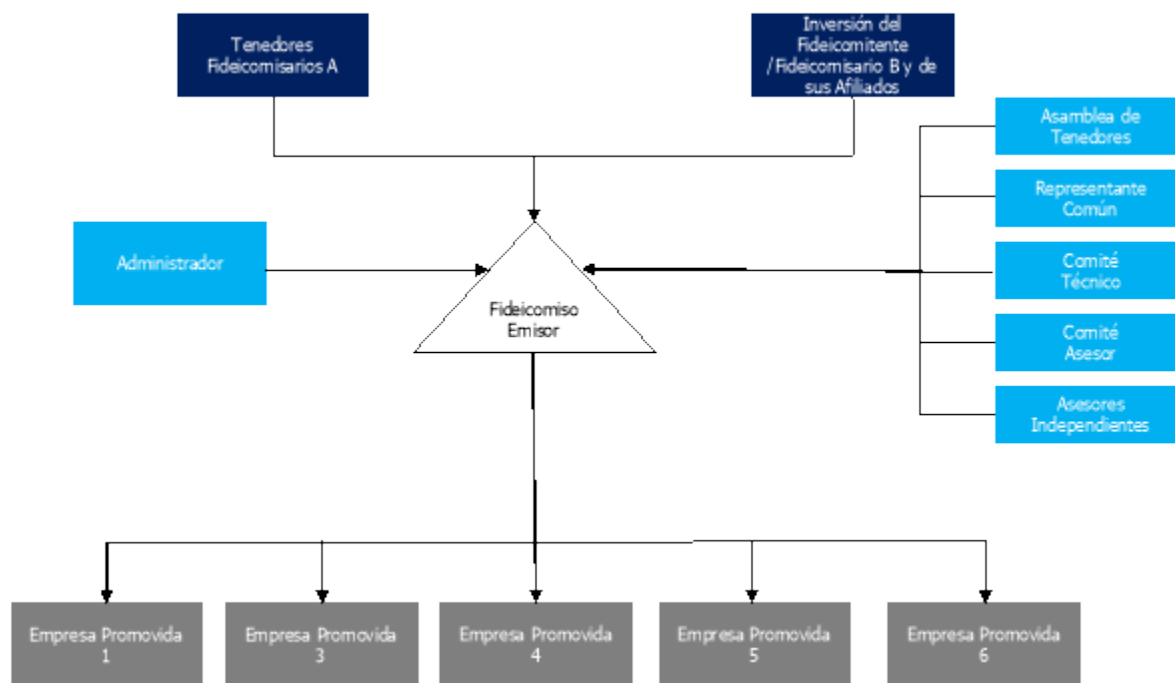 Tenedores
Fideicomisarios A
Inversión del
Fideicomitente
/Fideicomisario B y de
sus Afiliados
Asamblea de
Tenedores
Representante
Común
Administrador
Comité
Técnico
Fideicomiso
Emisor
Comité
Asesor
Asesores
Independientes
Empresa Promovida
1
Empresa Promovida
3
Empresa Promovida
4
Empresa Promovida
5
Empresa Promovida
6